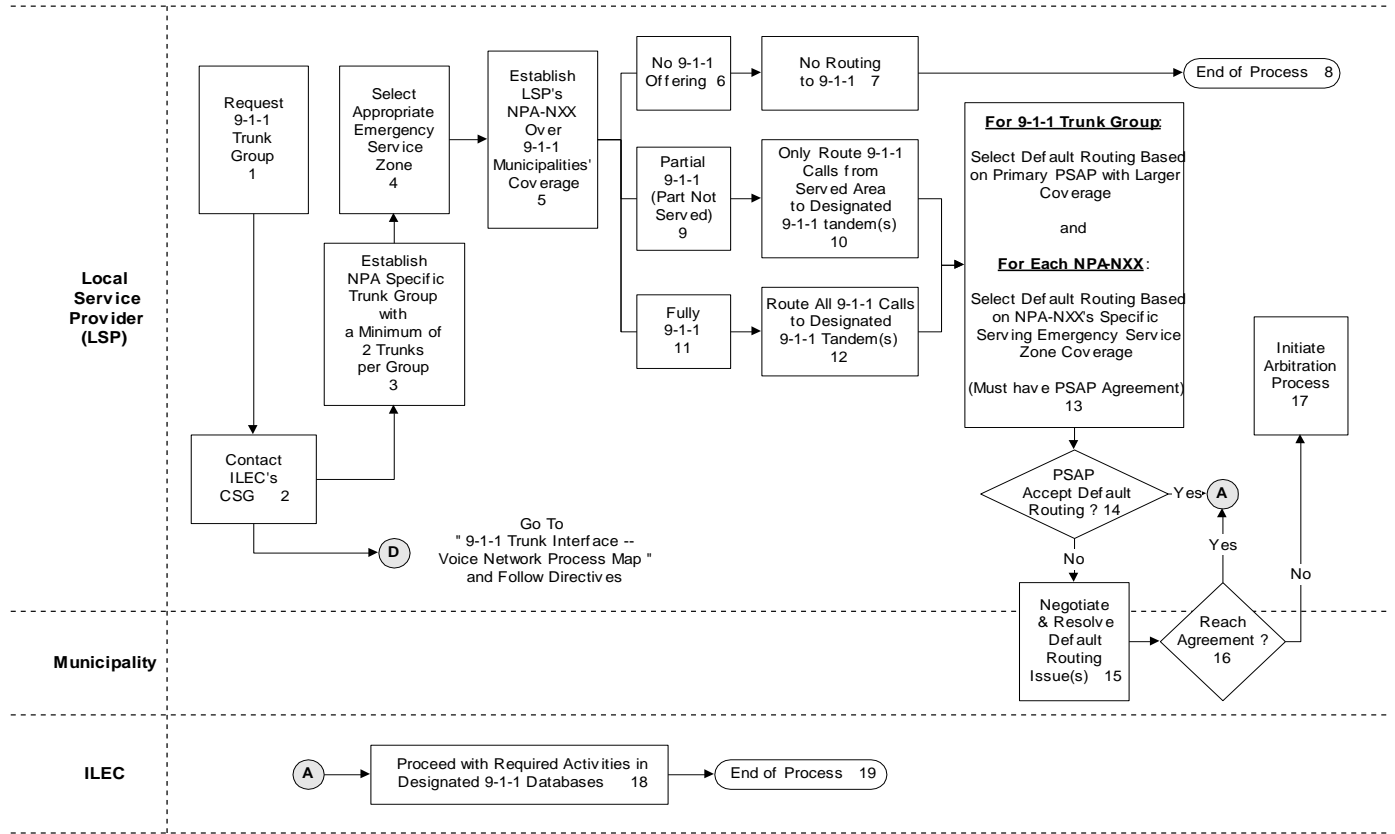 Local
Service
Provider
(LSP)
Request
9-1-1
Trunk
Group
1
Contact
ILEC's
CSG 2
D
Go To
" 9-1-1 Trunk Interface --
Voice Network Process Map "
and Follow Directives
Establish
NPA Specific
Trunk Group
with
a Minimum of
2 Trunks
per Group
3
Select
Appropriate
Emergency
Service
Zone
4
Establish
LSP's
NPA-NXX
Over
9-1-1
Municipalities'
Coverage
5
No 9-1-1
Offering 6
No Routing
to 9-1-1 7
End of Process 8
Partial
9-1-1
(Part Not
Served)
9
Only Route 9-1-1
Calls from
Served Area
to Designated
9-1-1 tandem(s)
10
Fully
9-1-1
11
Route All 9-1-1 Calls
to Designated
9-1-1 Tandem(s)
12
For 9-1-1 Trunk Group:
Select Default Routing Based
on Primary PSAP with Larger
Coverage
and
For Each NPA-NXX :
Select Default Routing Based
on NPA-NXX's Specific
Serving Emergency Service
Zone Coverage
(Must have PSAP Agreement)
13
PSAP
Accept Default
Routing ? 14
Yes
A
No
Yes
No
Initiate
Arbitration
Process
17
Municipality
Negotiate
& Resolve
Default
Routing
Issue(s) 15
Reach
Agreement ?
16
ILEC
A
Proceed with Required Activities in
Designated 9-1-1 Databases 18
End of Process 19